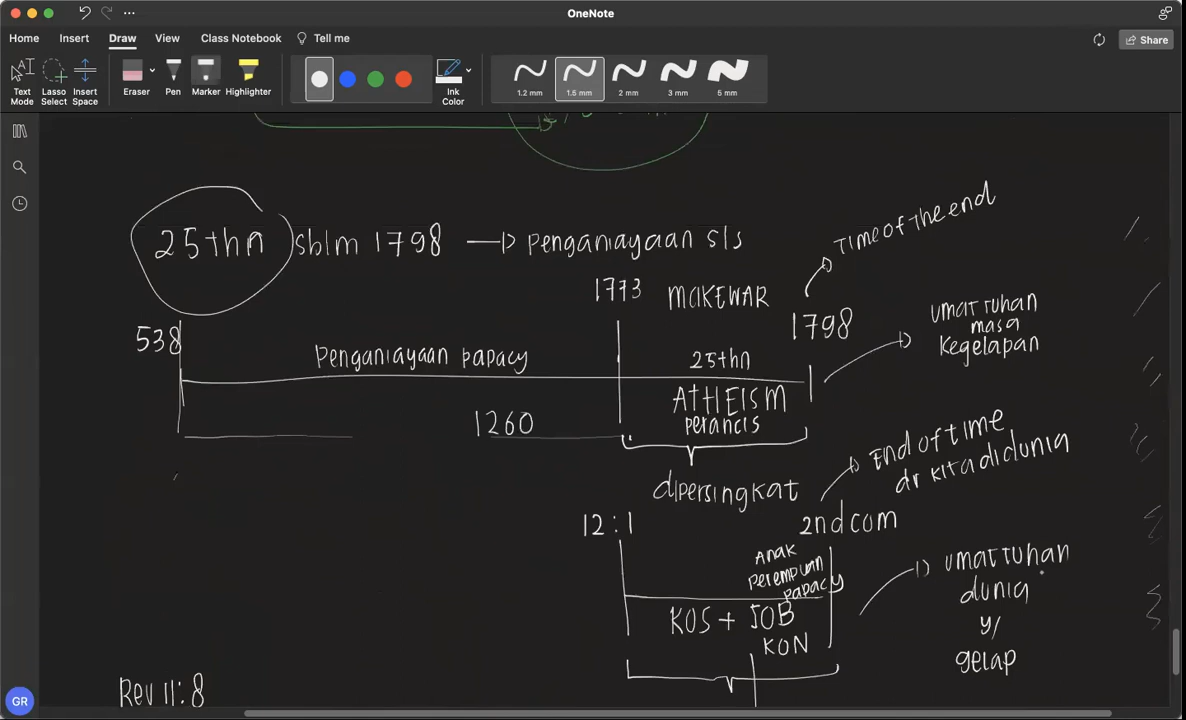 OneNote
Home Insert Draw View Class Notebook Tell me
Share
Text Mode
Lasso Select
Insert Space
Eraser
Pen
Marker
Highlighter
Ink Color
1.2 mm
1.5 mm
2 mm
3 mm
5 mm
25thn sblm 1798 → penganiayaan sls
Time of the end
1773 MAKEWAR
1798
umat tuhan
masa
kegelapan
538
Penganiayaan papacy
25thn
1260
ATHEISM
perancis
dipersingkat
End of time
dr kita di dunia
12:1
2nd com
Anak
perempuan
papacy
KOS + SOB
KON
umat tuhan
dunia
y/
gelap
Rev 11:8
GR